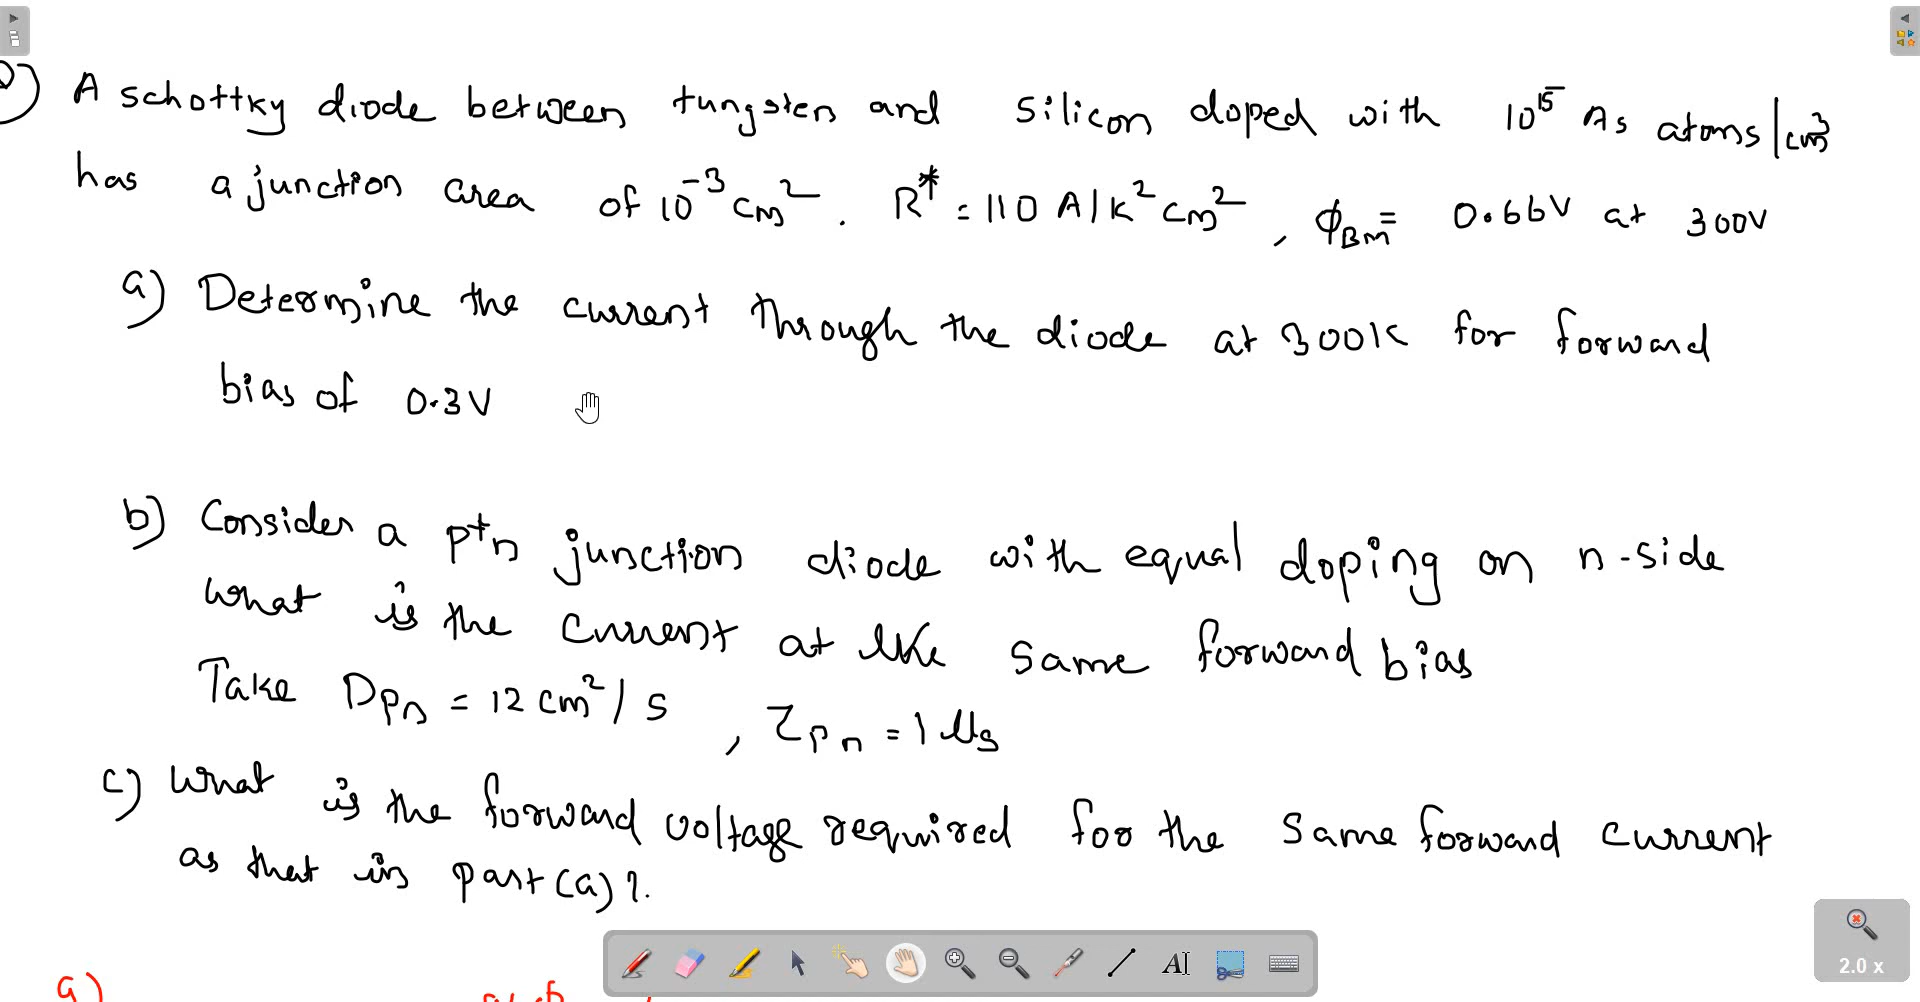 A schottky diode between tungsten and silicon doped with 10^15 As atoms/cm^3
has a junction area of 10^-3 cm^2. R* = 110 A/K^2 cm^2, φBM = 0.66V at 300V
a) Determine the current through the diode at 300K for forward
bias of 0.3V
b) Consider a p+n junction diode with equal doping on n-side
what is the current at the same forward bias
Take Dpn = 12 cm^2/s, τpn = 1 μs
c) what is the forward voltage required for the same forward current
as that in part (a)?
a)
2.0 x